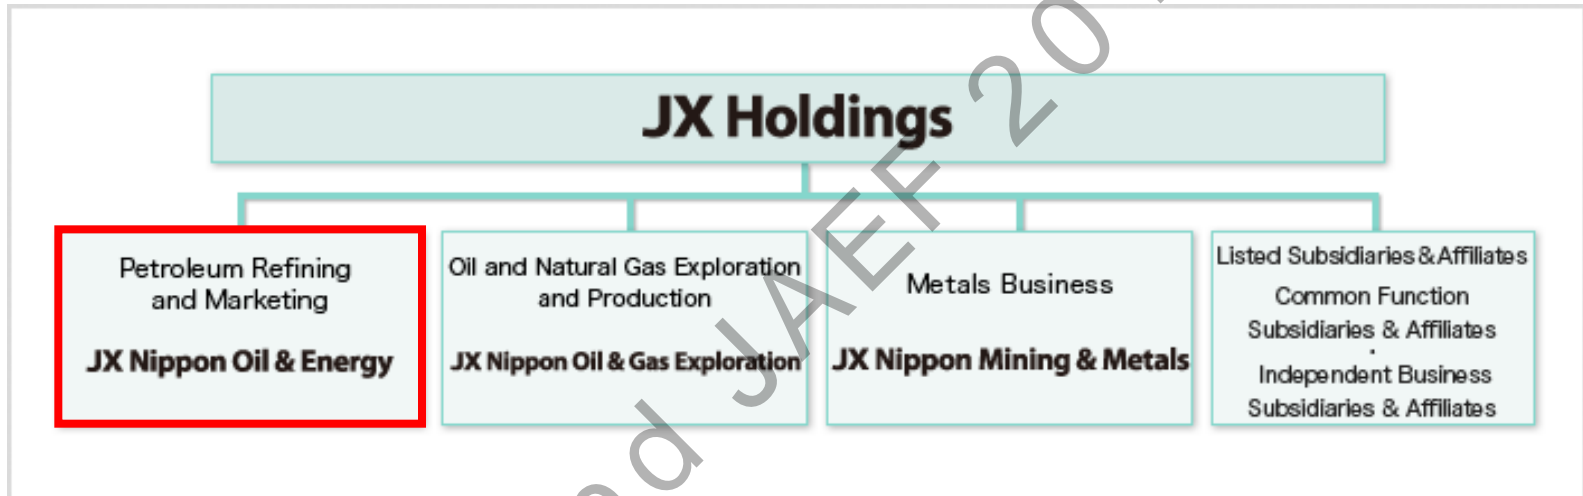 JX Holdings
Petroleum Refining
and Marketing
JX Nippon Oil & Energy
Oil and Natural Gas Exploration
and Production
JX Nippon Oil & Gas Exploration
Metals Business
JX Nippon Mining & Metals
Listed Subsidiaries & Affiliates
Common Function
Subsidiaries & Affiliates
・
Independent Business
Subsidiaries & Affiliates
JAEF